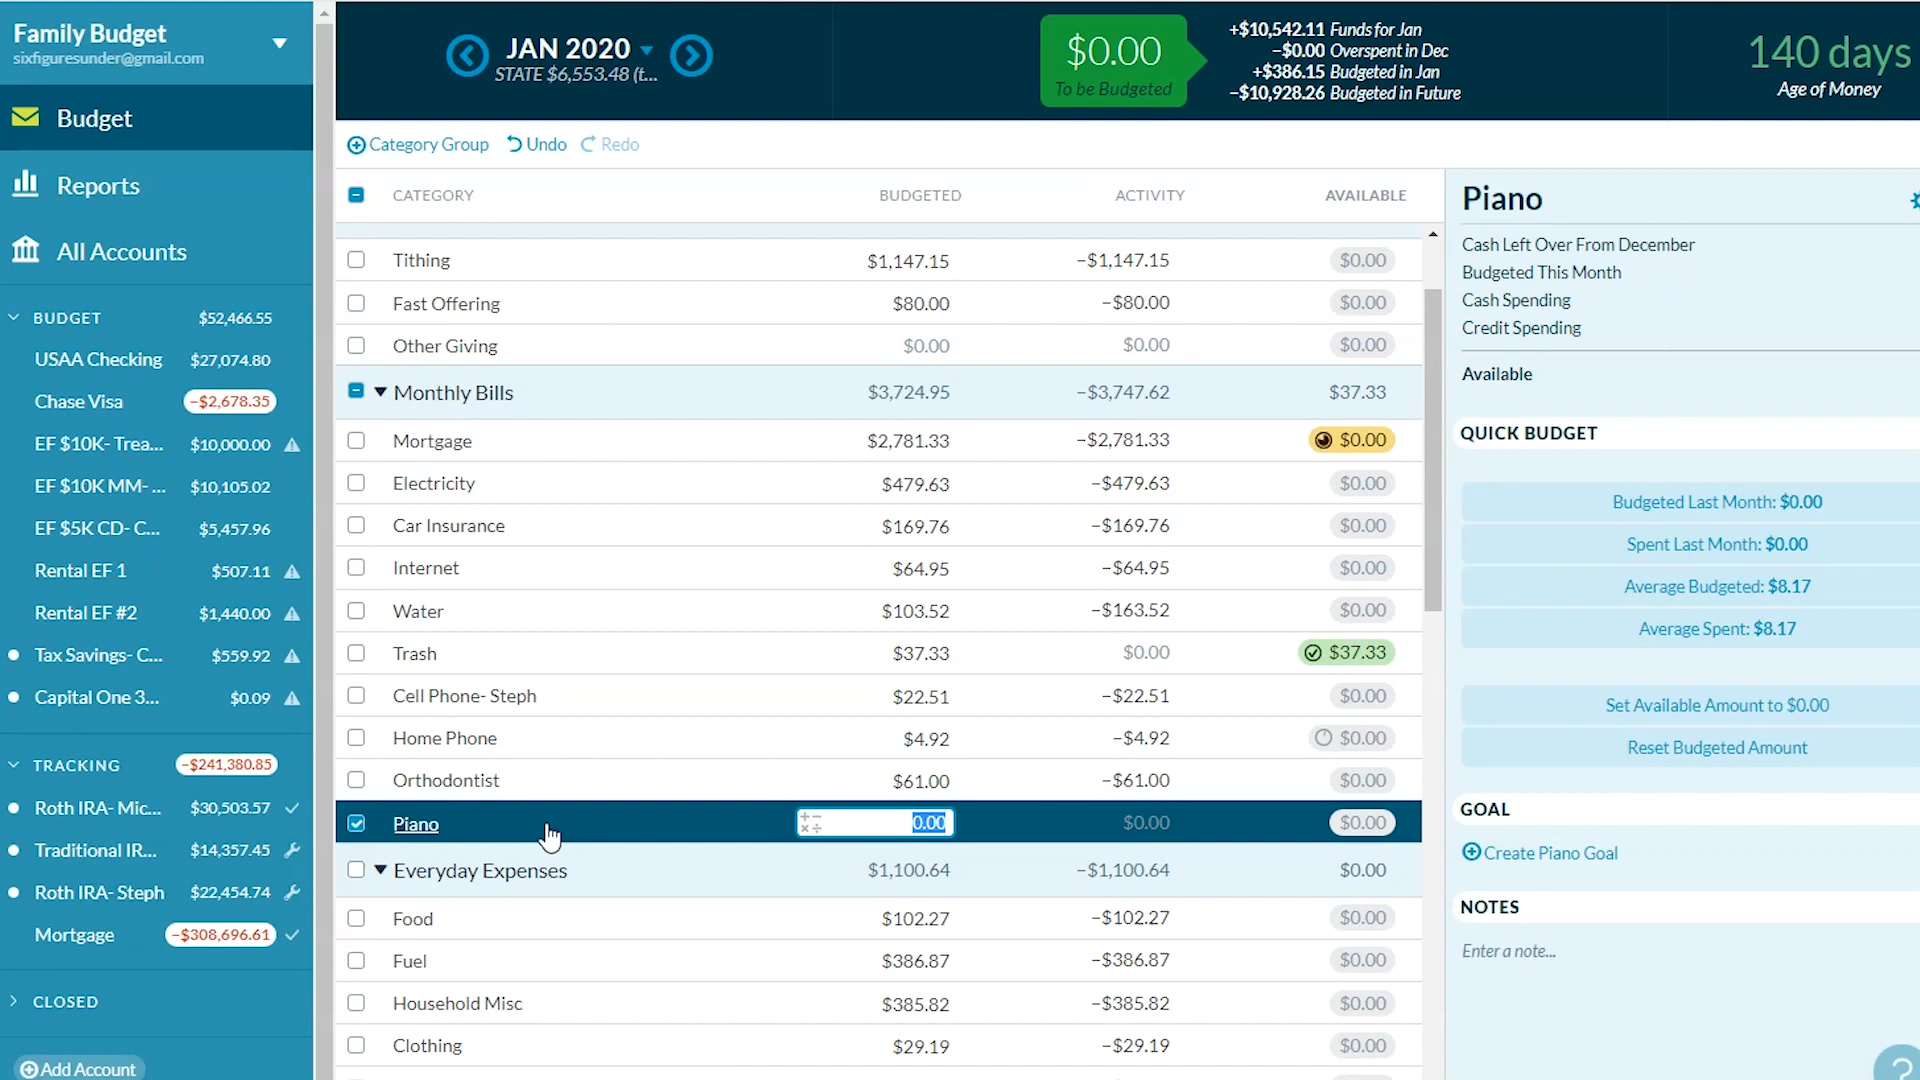 Family Budget
sixfiguresunder@gmail.com
Budget
Reports
All Accounts
BUDGET $52,466.55
USAA Checking $27,074.80
Chase Visa −$2,678.35
EF $10K- Trea... $10,000.00
EF $10K MM- ... $10,105.02
EF $5K CD- C... $5,457.96
Rental EF 1 $507.11
Rental EF #2 $1,440.00
Tax Savings- C... $559.92
Capital One 3... $0.09
TRACKING −$241,380.85
Roth IRA- Mic... $30,503.57
Traditional IR... $14,357.45
Roth IRA- Steph $22,454.74
Mortgage −$308,696.61
CLOSED
Add Account
JAN 2020
STATE $6,553.48 (t...
$0.00
To be Budgeted
+$10,542.11 Funds for Jan
−$0.00 Overspent in Dec
+$386.15 Budgeted in Jan
−$10,928.26 Budgeted in Future
140 days
Age of Money
Category Group Undo Redo
CATEGORY BUDGETED ACTIVITY AVAILABLE
Tithing $1,147.15 −$1,147.15 $0.00
Fast Offering $80.00 −$80.00 $0.00
Other Giving $0.00 $0.00 $0.00
Monthly Bills $3,724.95 −$3,747.62 $37.33
Mortgage $2,781.33 −$2,781.33 $0.00
Electricity $479.63 −$479.63 $0.00
Car Insurance $169.76 −$169.76 $0.00
Internet $64.95 −$64.95 $0.00
Water $103.52 −$163.52 $0.00
Trash $37.33 $0.00 $37.33
Cell Phone- Steph $22.51 −$22.51 $0.00
Home Phone $4.92 −$4.92 $0.00
Orthodontist $61.00 −$61.00 $0.00
Piano 0.00 $0.00 $0.00
Everyday Expenses $1,100.64 −$1,100.64 $0.00
Food $102.27 −$102.27 $0.00
Fuel $386.87 −$386.87 $0.00
Household Misc $385.82 −$385.82 $0.00
Clothing $29.19 −$29.19 $0.00
Piano
Cash Left Over From December
Budgeted This Month
Cash Spending
Credit Spending
Available
QUICK BUDGET
Budgeted Last Month: $0.00
Spent Last Month: $0.00
Average Budgeted: $8.17
Average Spent: $8.17
Set Available Amount to $0.00
Reset Budgeted Amount
GOAL
Create Piano Goal
NOTES
Enter a note...
?